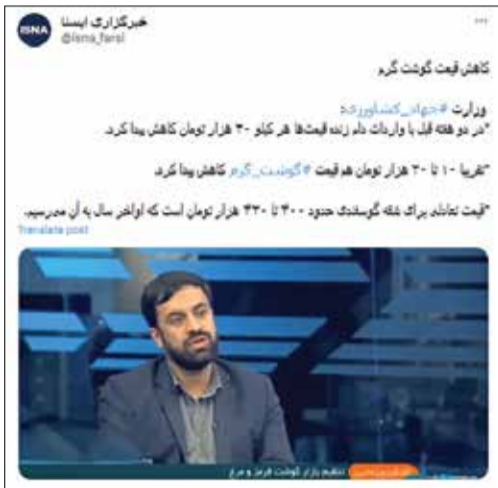 خبرگزاری ایسنا
ISNA
@isna_farsi
کاهش قیمت گوشت گرم
وزارت #جهاد_کشاورزی:
*در دو هفته قبل با واردات دام زنده قیمت‌ها هر کیلو ۳۰ هزار تومان کاهش پیدا کرد.
*تقریبا ۱۰ تا ۲۰ هزار تومان هم قیمت #گوشت_گرم کاهش پیدا کرد.
*قیمت تعادلی برای شقه گوسفندی حدود ۴۰۰ تا ۴۳۰ هزار تومان است که اواخر سال به آن می‌رسیم.
Translate post
تنظیم بازار گوشت قرمز و مرغ